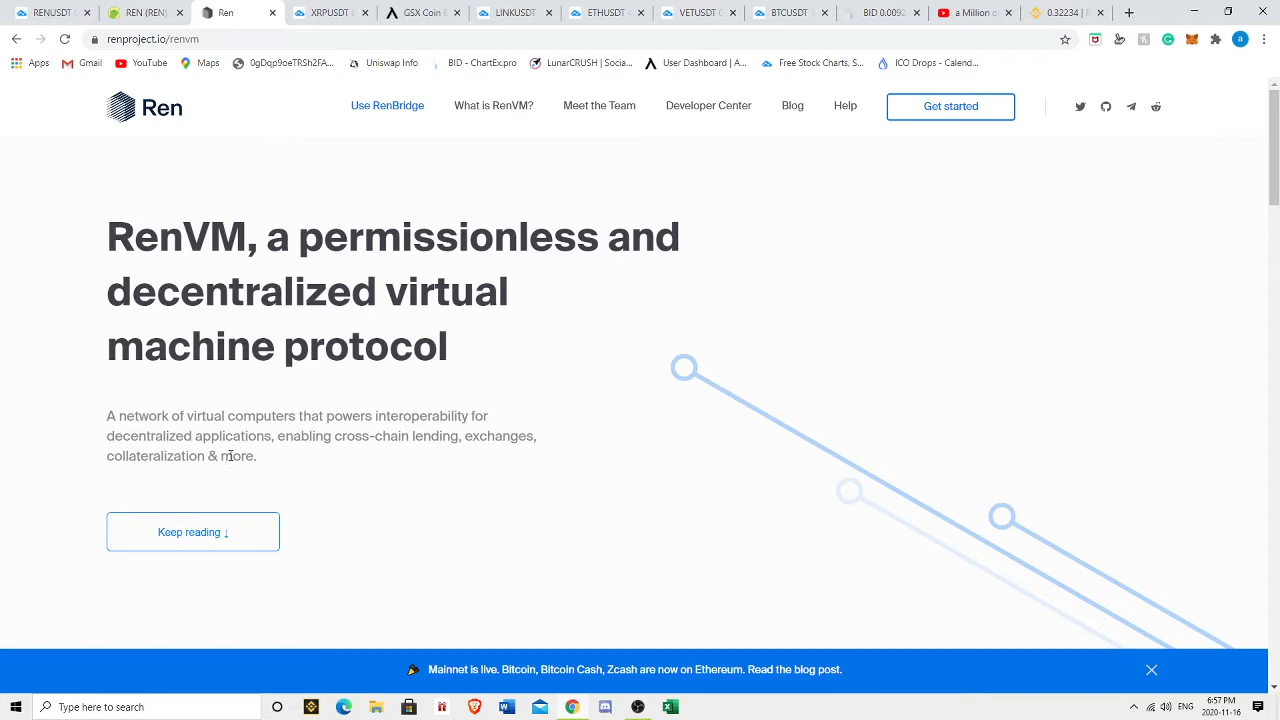 RENUSDT
REN (REN)
Ren
XRPUSDT (
GSX Coin
LINKUSDT
ETHUSDT
VETUSDT
BTCUSDT
BID 0.00
a Million
0.32234 |
renproject.io/renvm
Apps Gmail YouTube Maps 0gDqp9oeTRSh2FA... Uniswap Info BID - ChartEx.pro LunarCRUSH | Socia... User Dashboard | A... Free Stock Charts, S... ICO Drops - Calend...
Ren Use RenBridge What is RenVM? Meet the Team Developer Center Blog Help Get started
RenVM, a permissionless and
decentralized virtual
machine protocol
A network of virtual computers that powers interoperability for
decentralized applications, enabling cross-chain lending, exchanges,
collateralization & more.
Keep reading ↓
Mainnet is live. Bitcoin, Bitcoin Cash, Zcash are now on Ethereum. Read the blog post.
Type here to search ENG 6:57 PM
2020-11-16